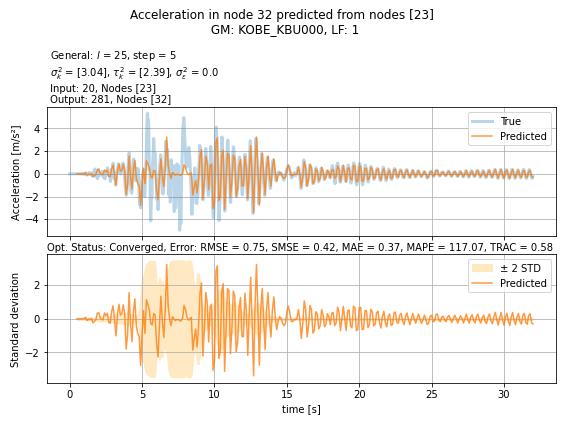 Acceleration in node 32 predicted from nodes [23]
GM: KOBE_KBU000, LF: 1
General: l = 25, step = 5
σ²ₖ = [3.04], τ²ₖ = [2.39], σ²ε = 0.0
Input: 20, Nodes [23]
Output: 281, Nodes [32]
True
Predicted
Acceleration [m/s²]
4
2
0
−2
−4
Opt. Status: Converged, Error: RMSE = 0.75, SMSE = 0.42, MAE = 0.37, MAPE = 117.07, TRAC = 0.58
± 2 STD
Predicted
Standard deviation
2
0
−2
0 5 10 15 20 25 30
time [s]